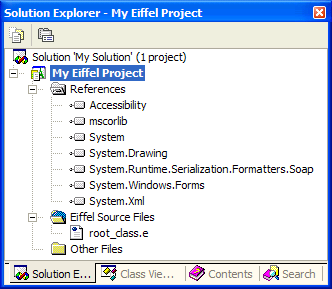 Solution Explorer - My Eiffel Project
Solution 'My Solution' (1 project)
My Eiffel Project
References
Accessibility
mscorlib
System
System.Drawing
System.Runtime.Serialization.Formatters.Soap
System.Windows.Forms
System.Xml
Eiffel Source Files
root_class.e
Other Files
Solution E... Class Vie... Contents Search